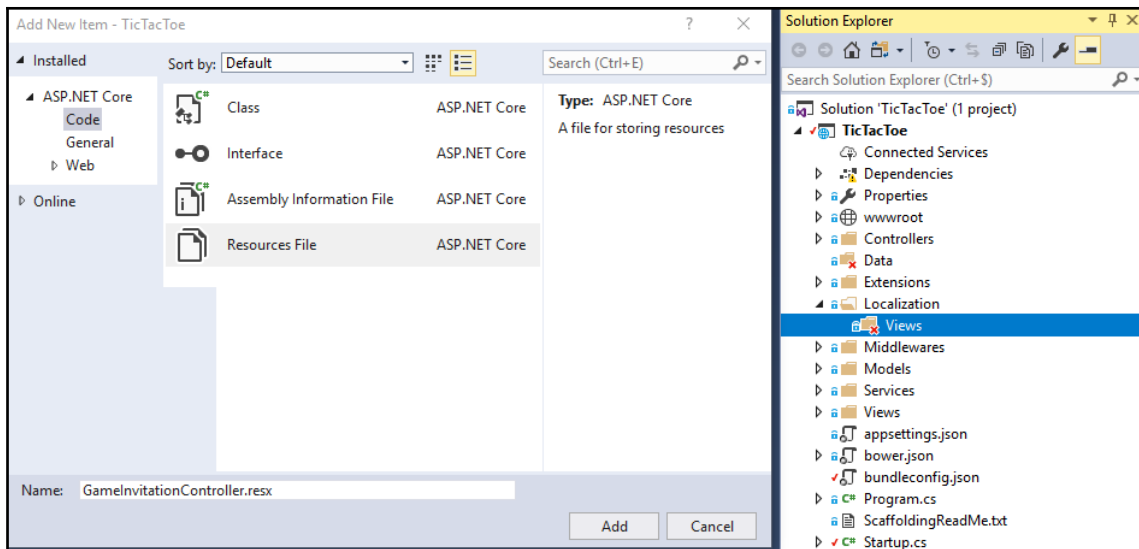 Add New Item - TicTacToe
Installed
Sort by: Default
Search (Ctrl+E)
ASP.NET Core
Code
General
Web
Online
Class ASP.NET Core
Interface ASP.NET Core
Assembly Information File ASP.NET Core
Resources File ASP.NET Core
Type: ASP.NET Core
A file for storing resources
Name: GameInvitationController.resx
Add Cancel
Solution Explorer
Search Solution Explorer (Ctrl+$)
Solution 'TicTacToe' (1 project)
TicTacToe
Connected Services
Dependencies
Properties
wwwroot
Controllers
Data
Extensions
Localization
Views
Middlewares
Models
Services
Views
appsettings.json
bower.json
bundleconfig.json
C# Program.cs
ScaffoldingReadMe.txt
C# Startup.cs